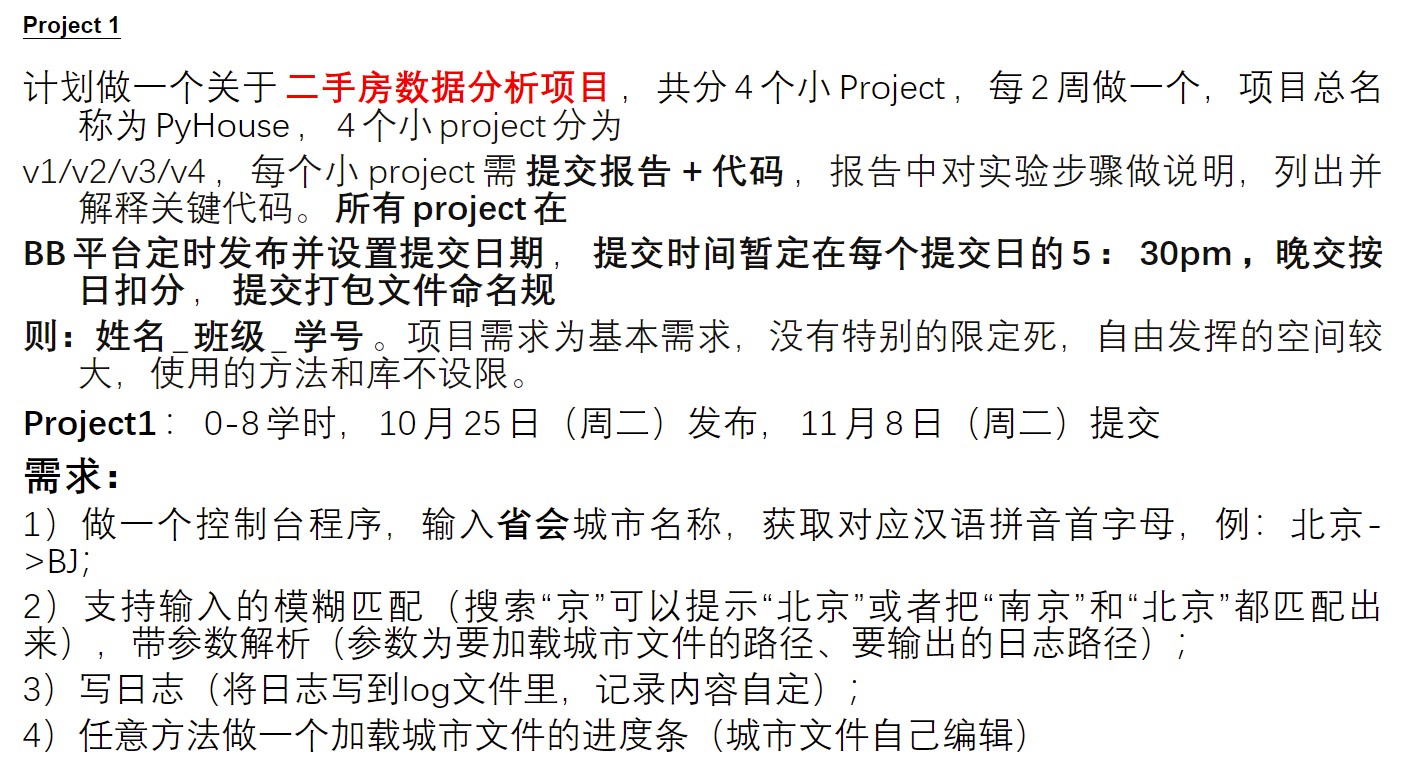 Project 1
计划做一个关于 二手房数据分析项目 ，共分 4 个小 Project ，每 2 周做一个，项目总名
称为 PyHouse ， 4 个小 project 分为
v1/v2/v3/v4 ，每个小 project 需 提交报告 + 代码 ，报告中对实验步骤做说明，列出并
解释关键代码。所有 project 在
BB 平台定时发布并设置提交日期 ， 提交时间暂定在每个提交日的 5 ： 30pm ，晚交按
日扣分 ， 提交打包文件命名规
则：姓名 _ 班级 _ 学号 。项目需求为基本需求，没有特别的限定死，自由发挥的空间较
大，使用的方法和库不设限。
Project1 ： 0-8 学时， 10 月 25 日（周二）发布， 11 月 8 日（周二）提交
需求：
1）做一个控制台程序，输入省会城市名称，获取对应汉语拼音首字母，例：北京-
>BJ；
2）支持输入的模糊匹配（搜索“京”可以提示“北京”或者把“南京”和“北京”都匹配出
来），带参数解析（参数为要加载城市文件的路径、要输出的日志路径）；
3）写日志（将日志写到log文件里，记录内容自定）；
4）任意方法做一个加载城市文件的进度条（城市文件自己编辑）